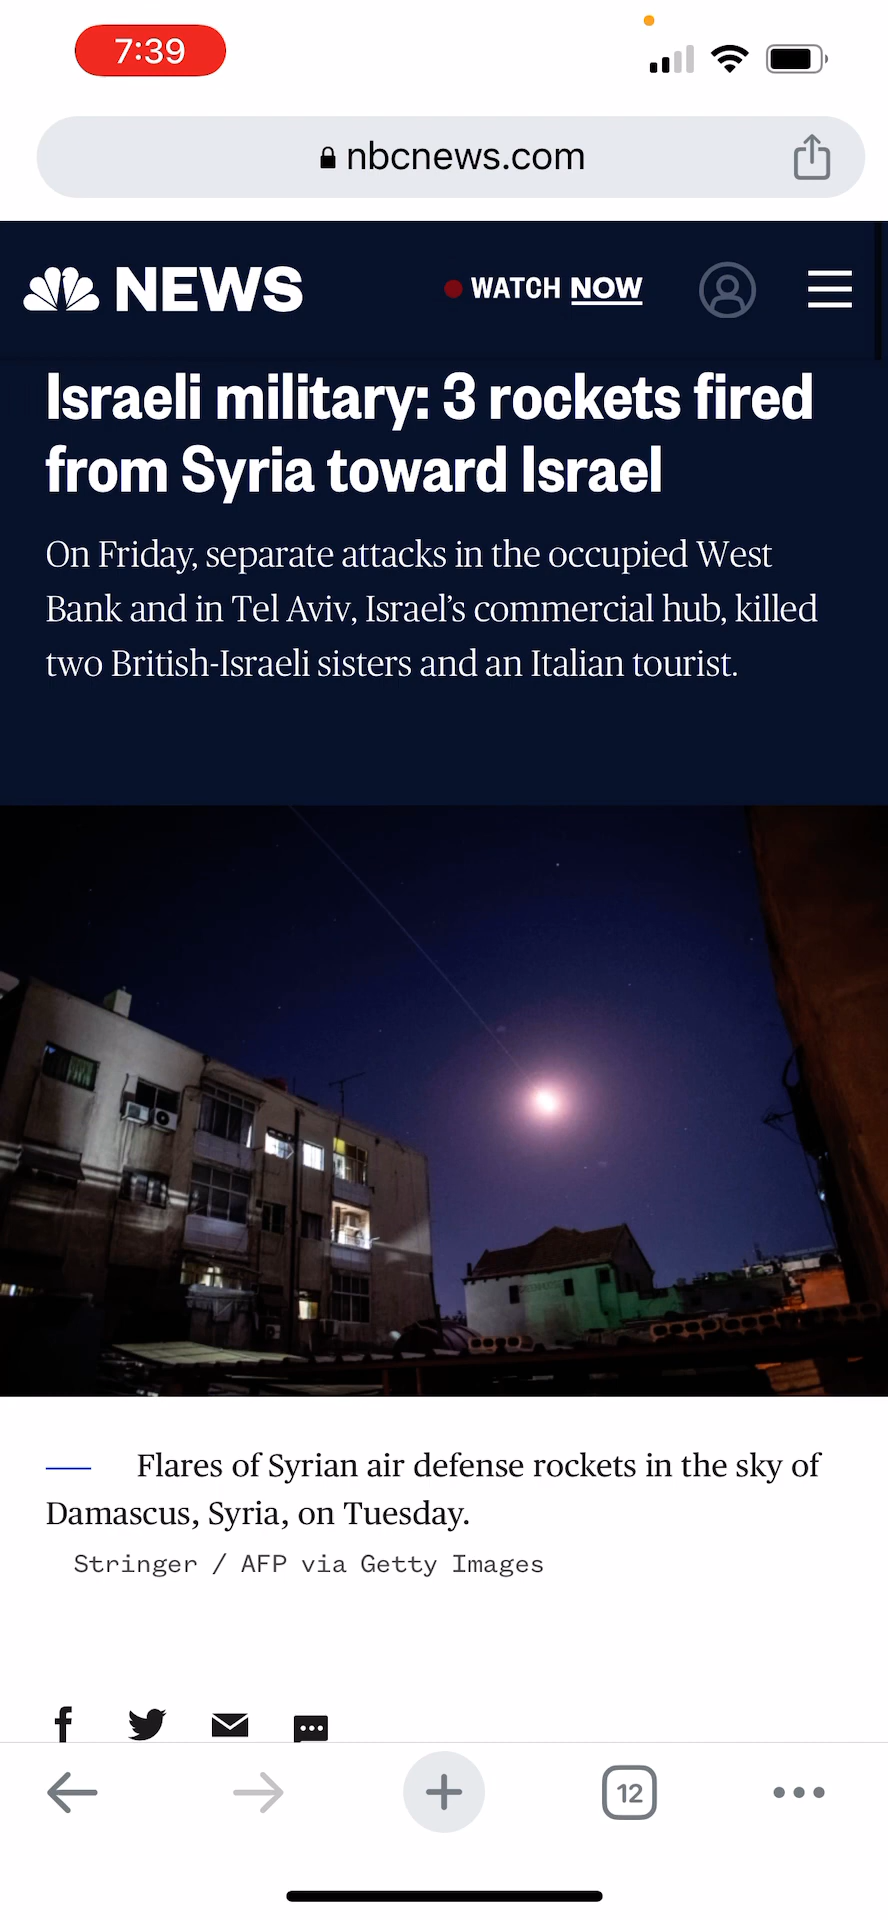 7:39
nbcnews.com
NEWS
WATCH NOW
Israeli military: 3 rockets fired
from Syria toward Israel
On Friday, separate attacks in the occupied West
Bank and in Tel Aviv, Israel’s commercial hub, killed
two British-Israeli sisters and an Italian tourist.
Flares of Syrian air defense rockets in the sky of
Damascus, Syria, on Tuesday.
Stringer / AFP via Getty Images
12